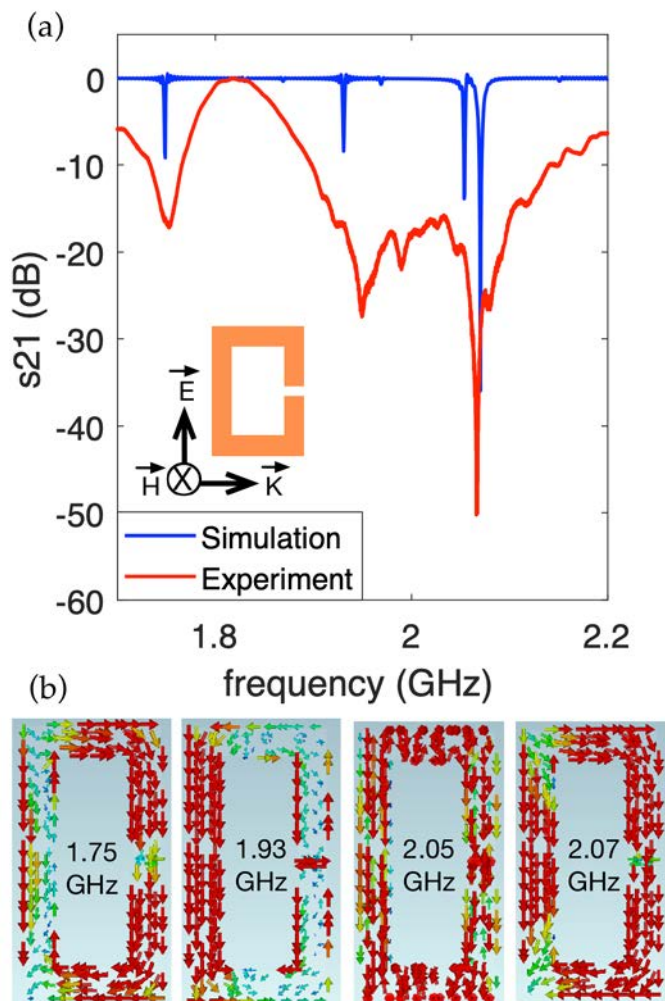 (a)
0
-10
-20
-30
-40
-50
-60
s21 (dB)
E
H X K
Simulation
Experiment
1.8 2 2.2
frequency (GHz)
(b)
1.75 1.93 2.05 2.07
GHz GHz GHz GHz